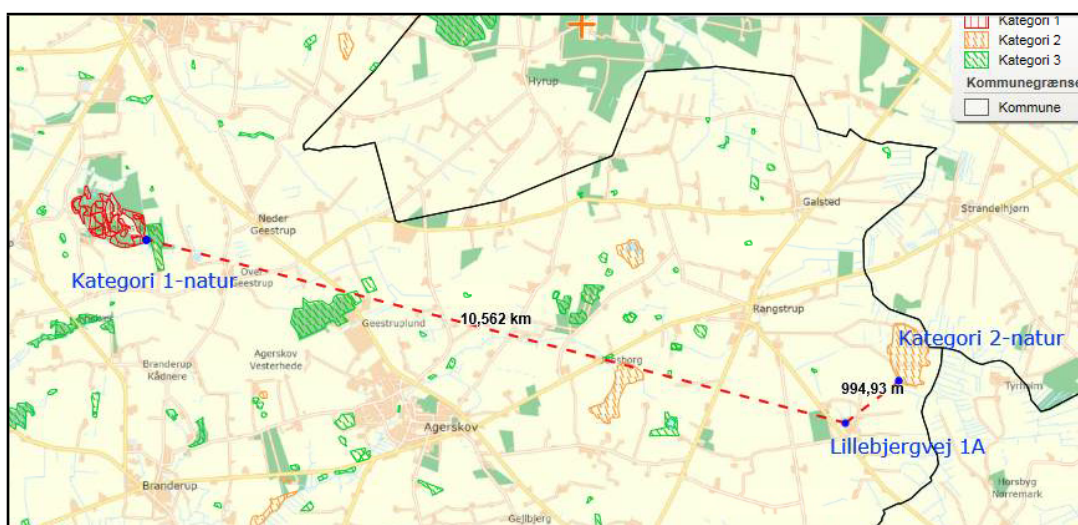 Kategori 1
Kategori 2
Kategori 3
Kommunegrænse
Kommune
Hyrup
Galsted
Strandelhjørn
Neder
Geestrup
Kategori 1-natur
Over
Geestrup
10,562 km
Rangstrup
Geestruplund
Kategori 2-natur
Agerskov
Vesterhede
Branderup
Kådnere
994,93 m
Tyrholm
Agerskov
Lillebjergvej 1A
Branderup
Horsbyg
Nørremark
Gejlbjerg